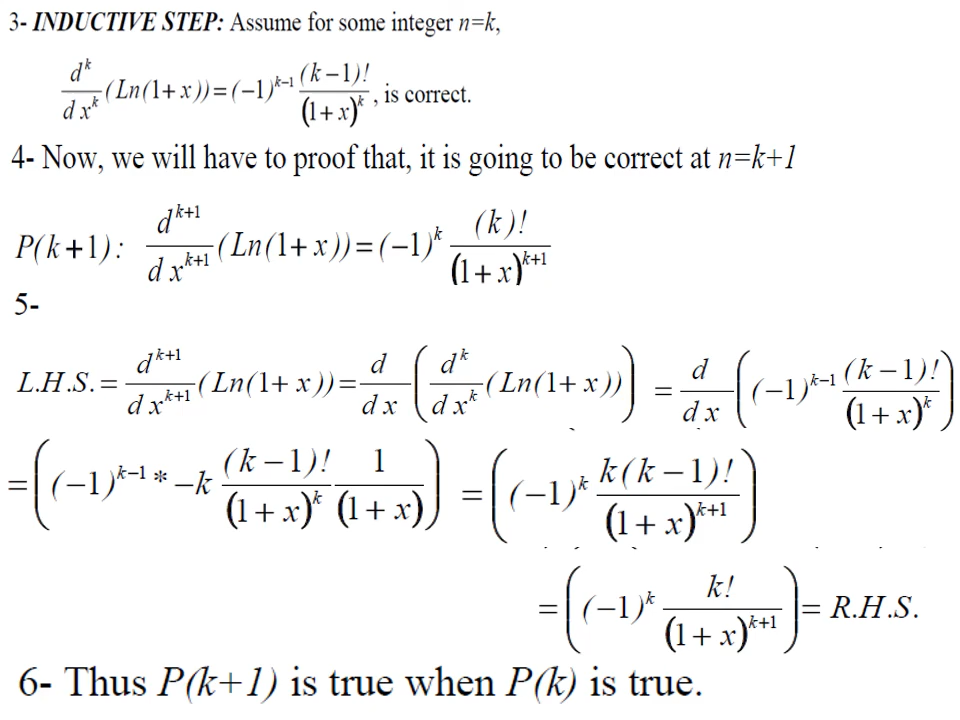 3- INDUCTIVE STEP: Assume for some integer n=k,
d^k/dx^k (Ln(1+x))=(−1)^(k−1) (k−1)!/(1+x)^k , is correct.
4- Now, we will have to proof that, it is going to be correct at n=k+1
P(k+1): d^(k+1)/dx^(k+1) (Ln(1+x))=(−1)^k (k)!/(1+x)^(k+1)
5-
L.H.S.= d^(k+1)/dx^(k+1) (Ln(1+x))= d/dx (d^k/dx^k (Ln(1+x))) = d/dx ((−1)^(k−1) (k−1)!/(1+x)^k)
=((−1)^(k−1) * −k (k−1)!/(1+x)^k 1/(1+x)) =((−1)^k k(k−1)!/(1+x)^(k+1))
=((−1)^k k!/(1+x)^(k+1))= R.H.S.
6- Thus P(k+1) is true when P(k) is true.